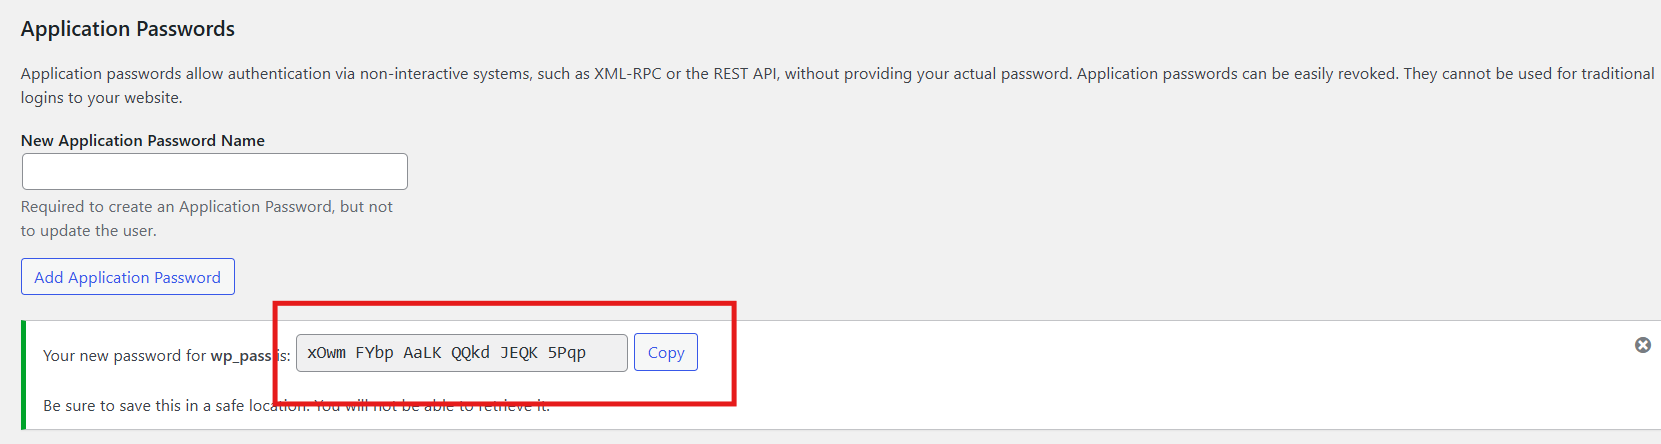 Application Passwords
Application passwords allow authentication via non-interactive systems, such as XML-RPC or the REST API, without providing your actual password. Application passwords can be easily revoked. They cannot be used for traditional
logins to your website.
New Application Password Name
Required to create an Application Password, but not
to update the user.
Add Application Password
Your new password for wp_pass is: xOwm FYbp AaLK QQkd JEQK 5Pqp Copy
Be sure to save this in a safe location. You will not be able to retrieve it.